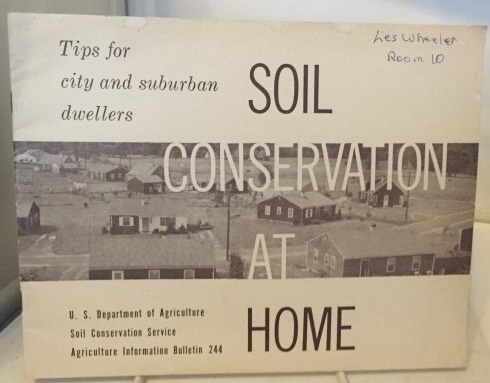 Tips for
city and suburban
dwellers
Les Wheeler
Room 10
SOIL
CONSERVATION
AT
HOME
U. S. Department of Agriculture
Soil Conservation Service
Agriculture Information Bulletin 244